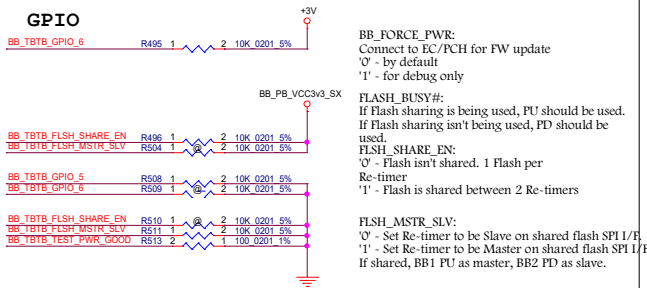 GPIO
+3V
BB_TBTB_GPIO_6 R495 1 2 10K_0201_5%
BB_PB_VCC3v3_SX
BB_TBTB_FLSH_SHARE_EN R496 1 2 10K_0201_5%
BB_TBTB_FLSH_MSTR_SLV R504 1 @ 2 10K_0201_5%
BB_TBTB_GPIO_5 R508 1 2 10K_0201_5%
BB_TBTB_GPIO_6 R509 1 @ 2 10K_0201_5%
BB_TBTB_FLSH_SHARE_EN R510 1 @ 2 10K_0201_5%
BB_TBTB_FLSH_MSTR_SLV R511 1 2 10K_0201_5%
BB_TBTB_TEST_PWR_GOOD R513 2 1 100_0201_1%
BB_FORCE_PWR:
Connect to EC/PCH for FW update
'0' - by default
'1' - for debug only
FLASH_BUSY#:
If Flash sharing is being used, PU should be used.
If Flash sharing isn't being used, PD should be
used.
FLSH_SHARE_EN:
'0' - Flash isn't shared. 1 Flash per
Re-timer
'1' - Flash is shared between 2 Re-timers
FLSH_MSTR_SLV:
'0' - Set Re-timer to be Slave on shared flash SPI I/F.
'1' - Set Re-timer to be Master on shared flash SPI I/F
If shared, BB1 PU as master, BB2 PD as slave.